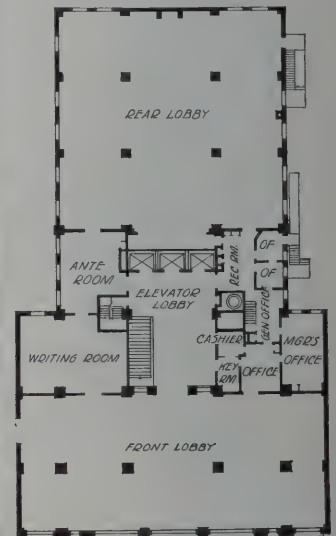 REAR LOBBY
REC RM.
OF
OF
ANTE-
ROOM
ELEVATOR
LOBBY
GEN OFFICE
CASHIER
MGRS
OFFICE
WRITING ROOM
KEY
RM
OFFICE
FRONT LOBBY